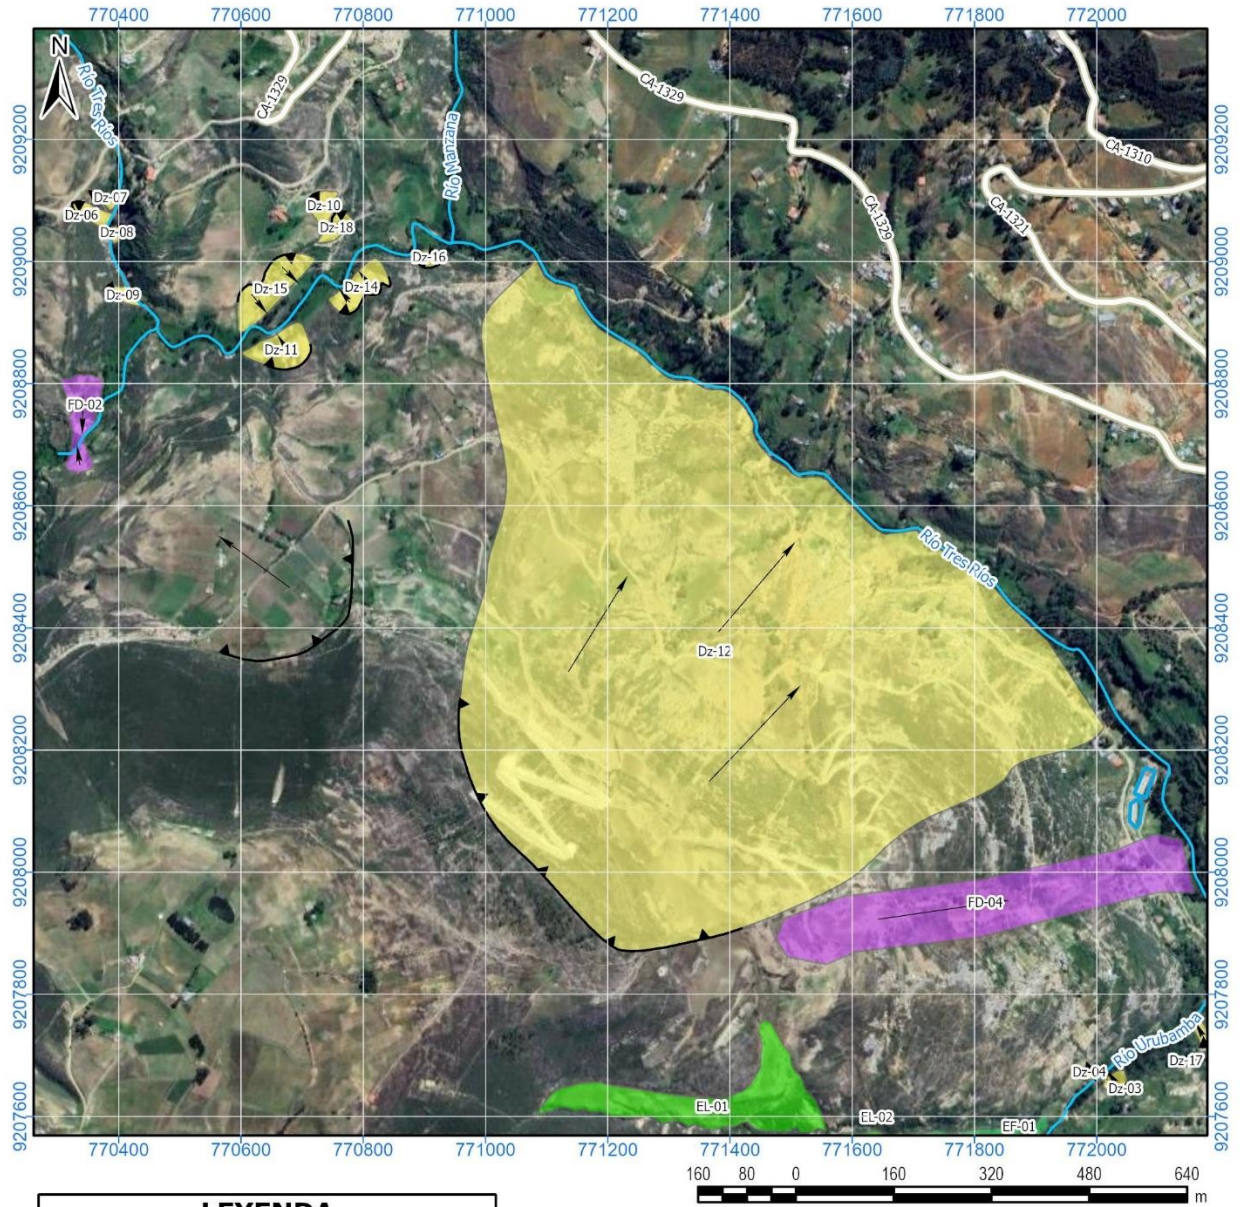 770400 770600 770800 771000 771200 771400 771600 771800 772000
N
Río Tres Ríos
CA-1329
CA-1329
CA-1310
9209200
9209200
Río Manzana
Dz-07
Dz-06
Dz-10
CA-1321
CA-1329
Dz-08
Dz-18
9209000
9209000
Dz-16
Dz-09
Dz-15
Dz-14
Dz-11
9208800
9208800
FD-02
9208600
9208600
Río Tres Ríos
9208400
9208400
Dz-12
9208200
9208200
9208000
9208000
FD-04
9207800
9207800
Río Urubamba
Dz-17
Dz-04
Dz-03
EL-01
EL-02
EF-01
9207600
9207600
770400 770600 770800 771000 771200 771400 771600 771800 772000
160 80 0 160 320 480 640
m
LEYENDA